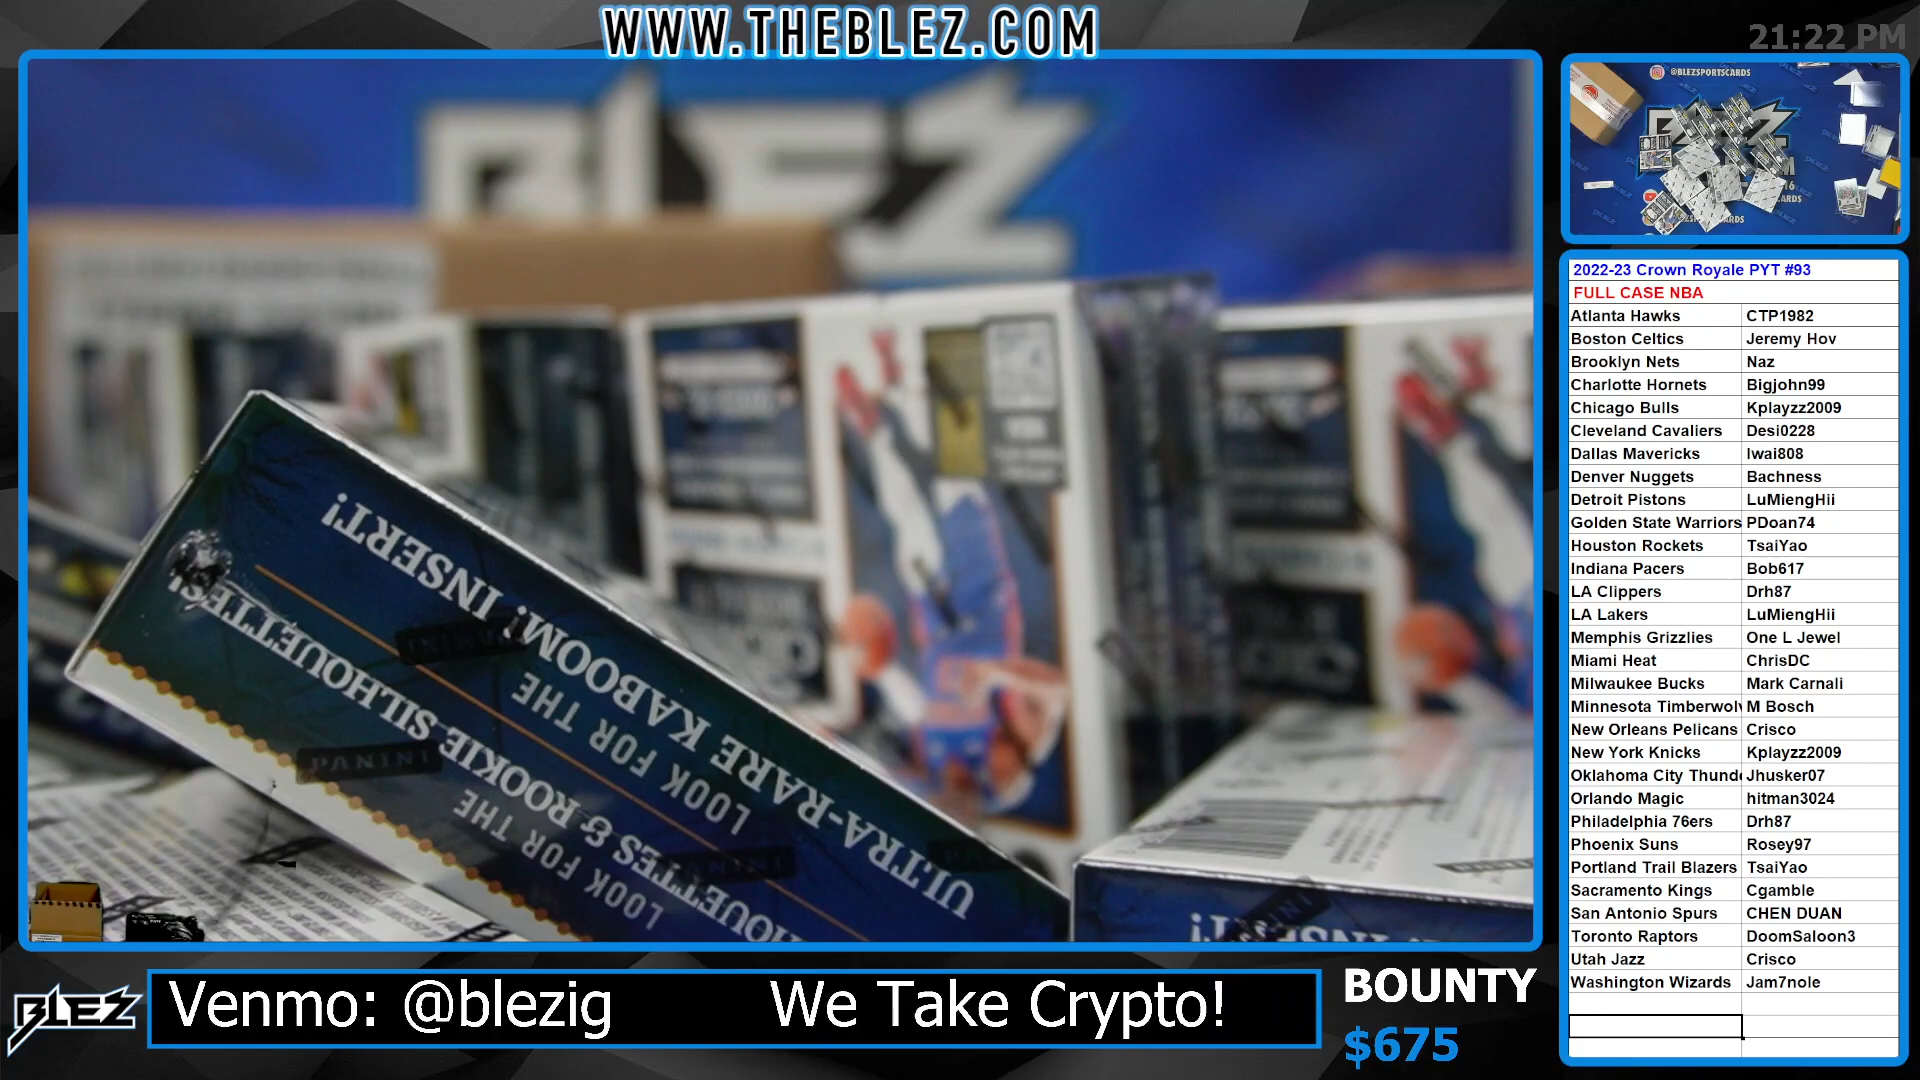 WWW.THEBLEZ.COM
21:22 PM
BLEZ
@BLEZSPORTSCARDS
ULTRA-RARE KABOOM! INSERT!
LOOK FOR THE
HOUETTES & ROOKIE SILHOUETTES!
LOOK FOR THE
PANINI
2022-23 Crown Royale PYT #93
FULL CASE NBA
Atlanta Hawks CTP1982
Boston Celtics Jeremy Hov
Brooklyn Nets Naz
Charlotte Hornets Bigjohn99
Chicago Bulls Kplayzz2009
Cleveland Cavaliers Desi0228
Dallas Mavericks Iwai808
Denver Nuggets Bachness
Detroit Pistons LuMiengHii
Golden State Warriors PDoan74
Houston Rockets TsaiYao
Indiana Pacers Bob617
LA Clippers Drh87
LA Lakers LuMiengHii
Memphis Grizzlies One L Jewel
Miami Heat ChrisDC
Milwaukee Bucks Mark Carnali
Minnesota Timberwolv M Bosch
New Orleans Pelicans Crisco
New York Knicks Kplayzz2009
Oklahoma City Thunde Jhusker07
Orlando Magic hitman3024
Philadelphia 76ers Drh87
Phoenix Suns Rosey97
Portland Trail Blazers TsaiYao
Sacramento Kings Cgamble
San Antonio Spurs CHEN DUAN
Toronto Raptors DoomSaloon3
Utah Jazz Crisco
Washington Wizards Jam7nole
BLEZ
Venmo: @blezig We Take Crypto!
BOUNTY
$675